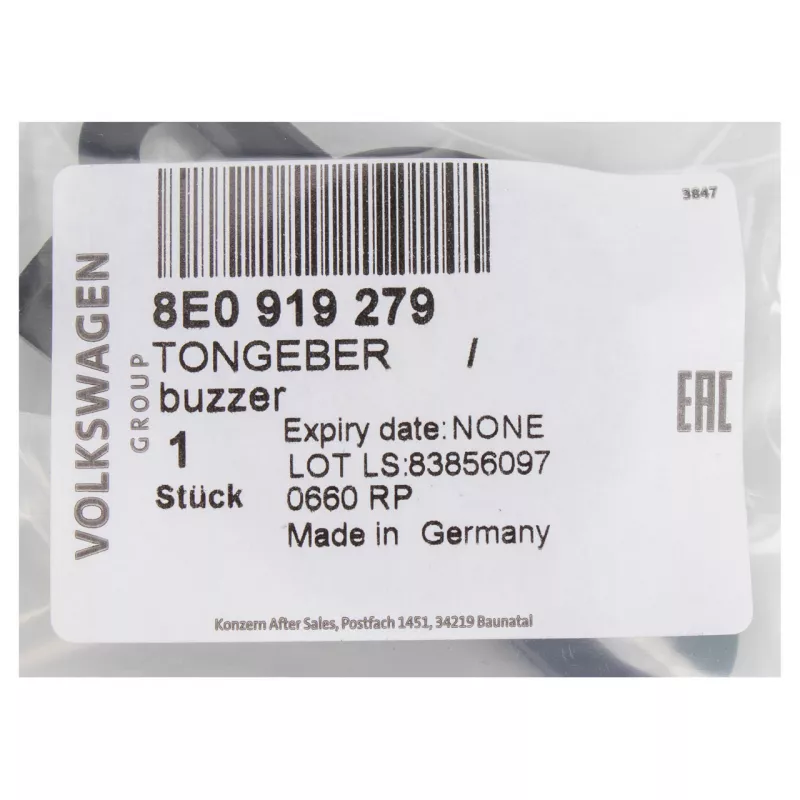 3847
8E0 919 279
TONGEBER /
buzzer
1
Stück
Expiry date: NONE
LOT LS:83856097
0660 RP
Made in Germany
VOLKSWAGEN
GROUP
EAC
Konzern After Sales, Postfach 1451, 34219 Baunatal